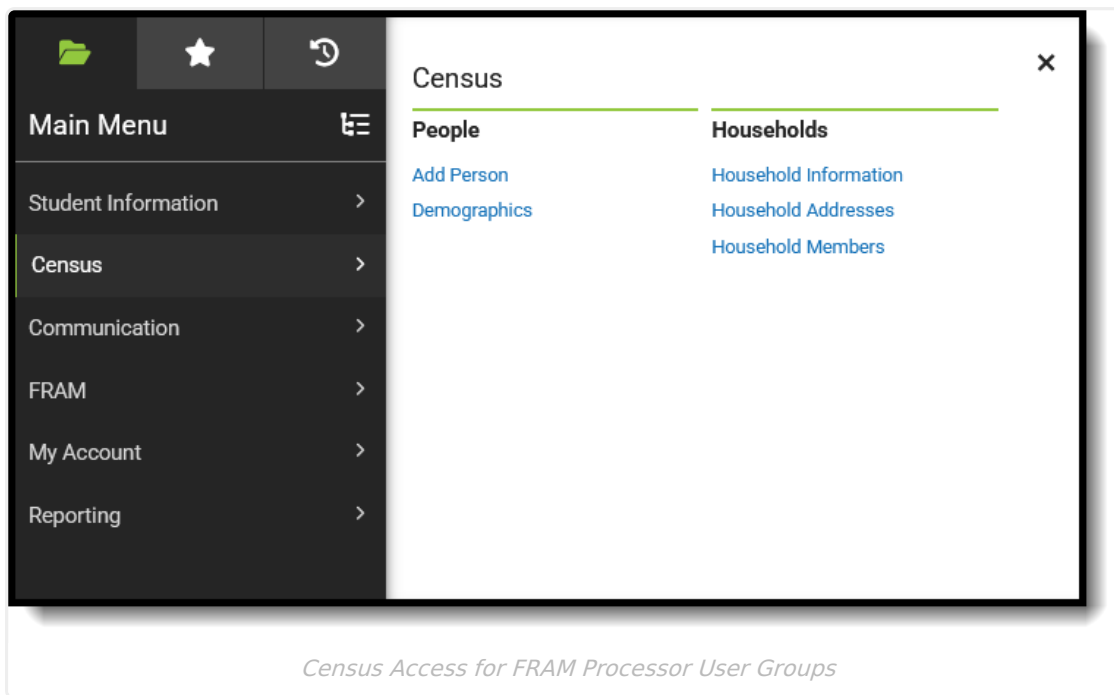 Main Menu
Student Information
Census
Communication
FRAM
My Account
Reporting
Census
People
Add Person
Demographics
Households
Household Information
Household Addresses
Household Members
Census Access for FRAM Processor User Groups